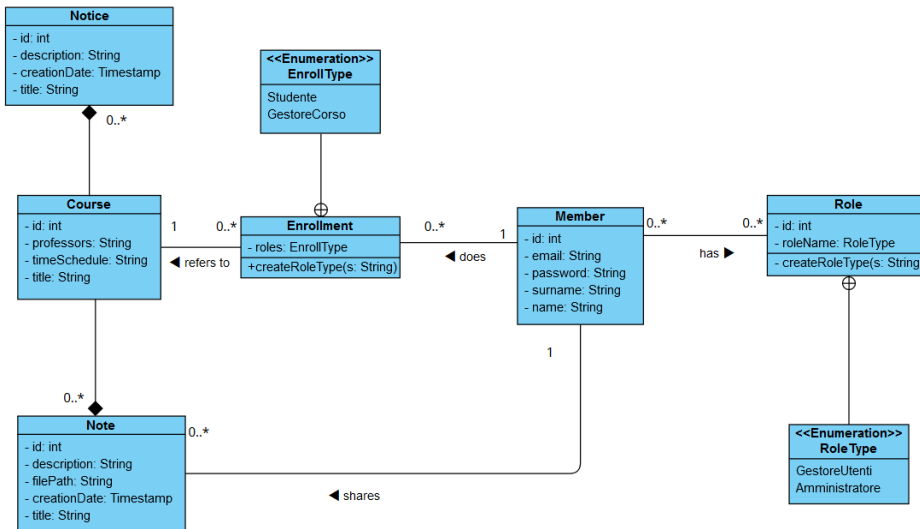 Notice
- id: int
- description: String
- creationDate: Timestamp
- title: String
0..*
<<Enumeration>>
EnrollType
Studente
GestoreCorso
Course
- id: int
- professors: String
- timeSchedule: String
- title: String
1
0..*
◀ refers to
Enrollment
- roles: EnrollType
+createRoleType(s: String)
0..*
1
◀ does
Member
- id: int
- email: String
- password: String
- surname: String
- name: String
0..*
0..*
has ▶
Role
- id: int
- roleName: RoleType
- createRoleType(s: String)
1
0..*
0..*
◀ shares
Note
- id: int
- description: String
- filePath: String
- creationDate: Timestamp
- title: String
<<Enumeration>>
RoleType
GestoreUtenti
Amministratore